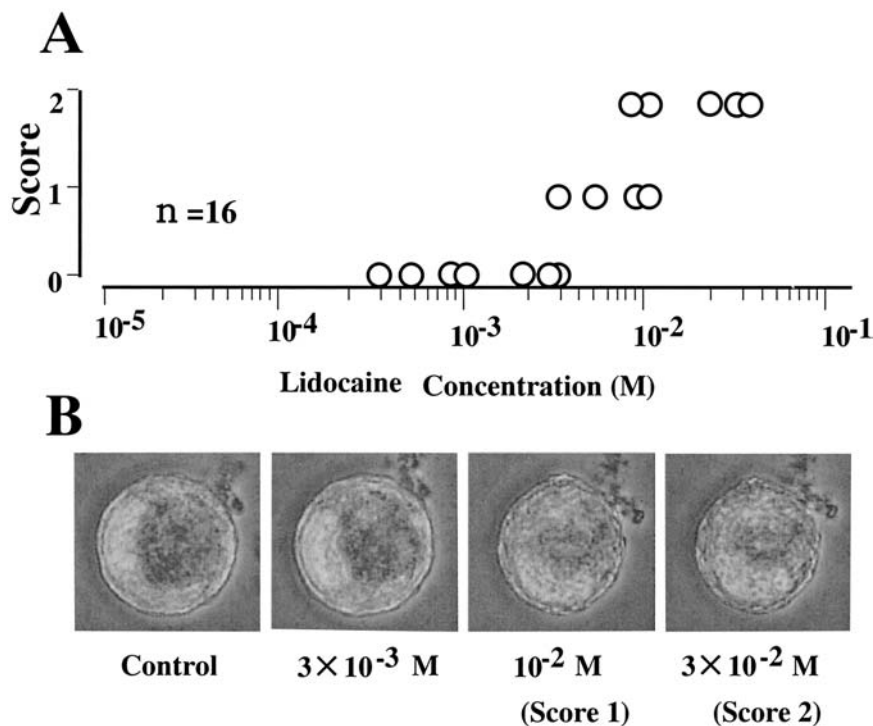 A
2
1
0
Score
n =16
10-5 10-4 10-3 10-2 10-1
Lidocaine Concentration (M)
B
Control 3×10-3 M 10-2 M 3×10-2 M
(Score 1) (Score 2)